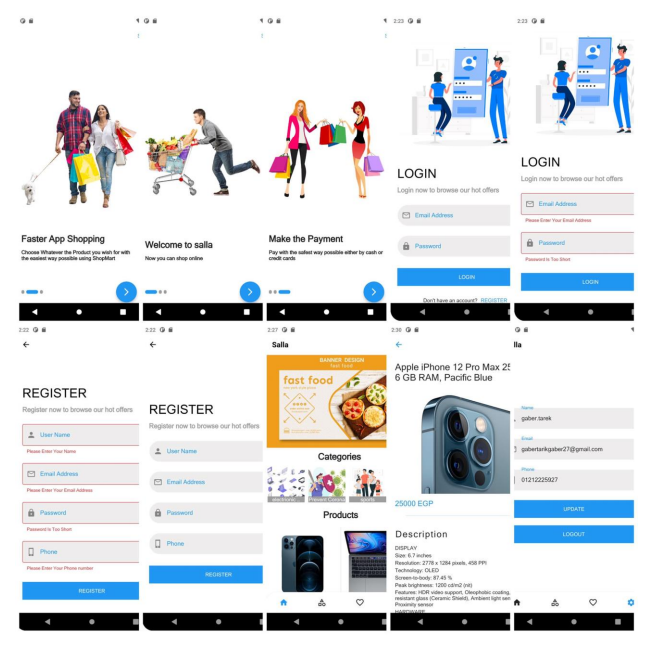 Faster App Shopping
Choose Whatever the Product you wish for with
the easiest way possible using ShopMart
Welcome to salla
Now you can shop online
Make the Payment
Pay with the safest way possible either by cash or
credit cards
2:23
LOGIN
Login now to browse our hot offers
Email Address
Password
LOGIN
Don't have an account? REGISTER
2:23
LOGIN
Login now to browse our hot offers
Email Address
Please Enter Your Email Address
Password
Password Is Too Short
LOGIN
2:22
REGISTER
Register now to browse our hot offers
User Name
Please Enter Your Name
Email Address
Please Enter Your Email Address
Password
Password Is Too Short
Phone
Please Enter Your Phone number
REGISTER
2:22
REGISTER
Register now to browse our hot offers
User Name
Email Address
Password
Phone
REGISTER
2:27
Salla
BANNER DESIGN
fast food
fast food
Categories
electronic
Prevent Corona
sports
Products
2:30
Apple iPhone 12 Pro Max 25
6 GB RAM, Pacific Blue
25000 EGP
Description
DISPLAY
Size: 6.7 inches
Resolution: 2778 x 1284 pixels, 458 PPI
Technology: OLED
Screen-to-body: 87.45 %
Peak brightness: 1200 cd/m2 (nit)
Features: HDR video support, Oleophobic coating,
resistant glass (Ceramic Shield), Ambient light sen
Proximity sensor
HARDWARE
lla
Name
gaber.tarek
Email
gabertarikgaber27@gmail.com
Phone
01212225927
UPDATE
LOGOUT